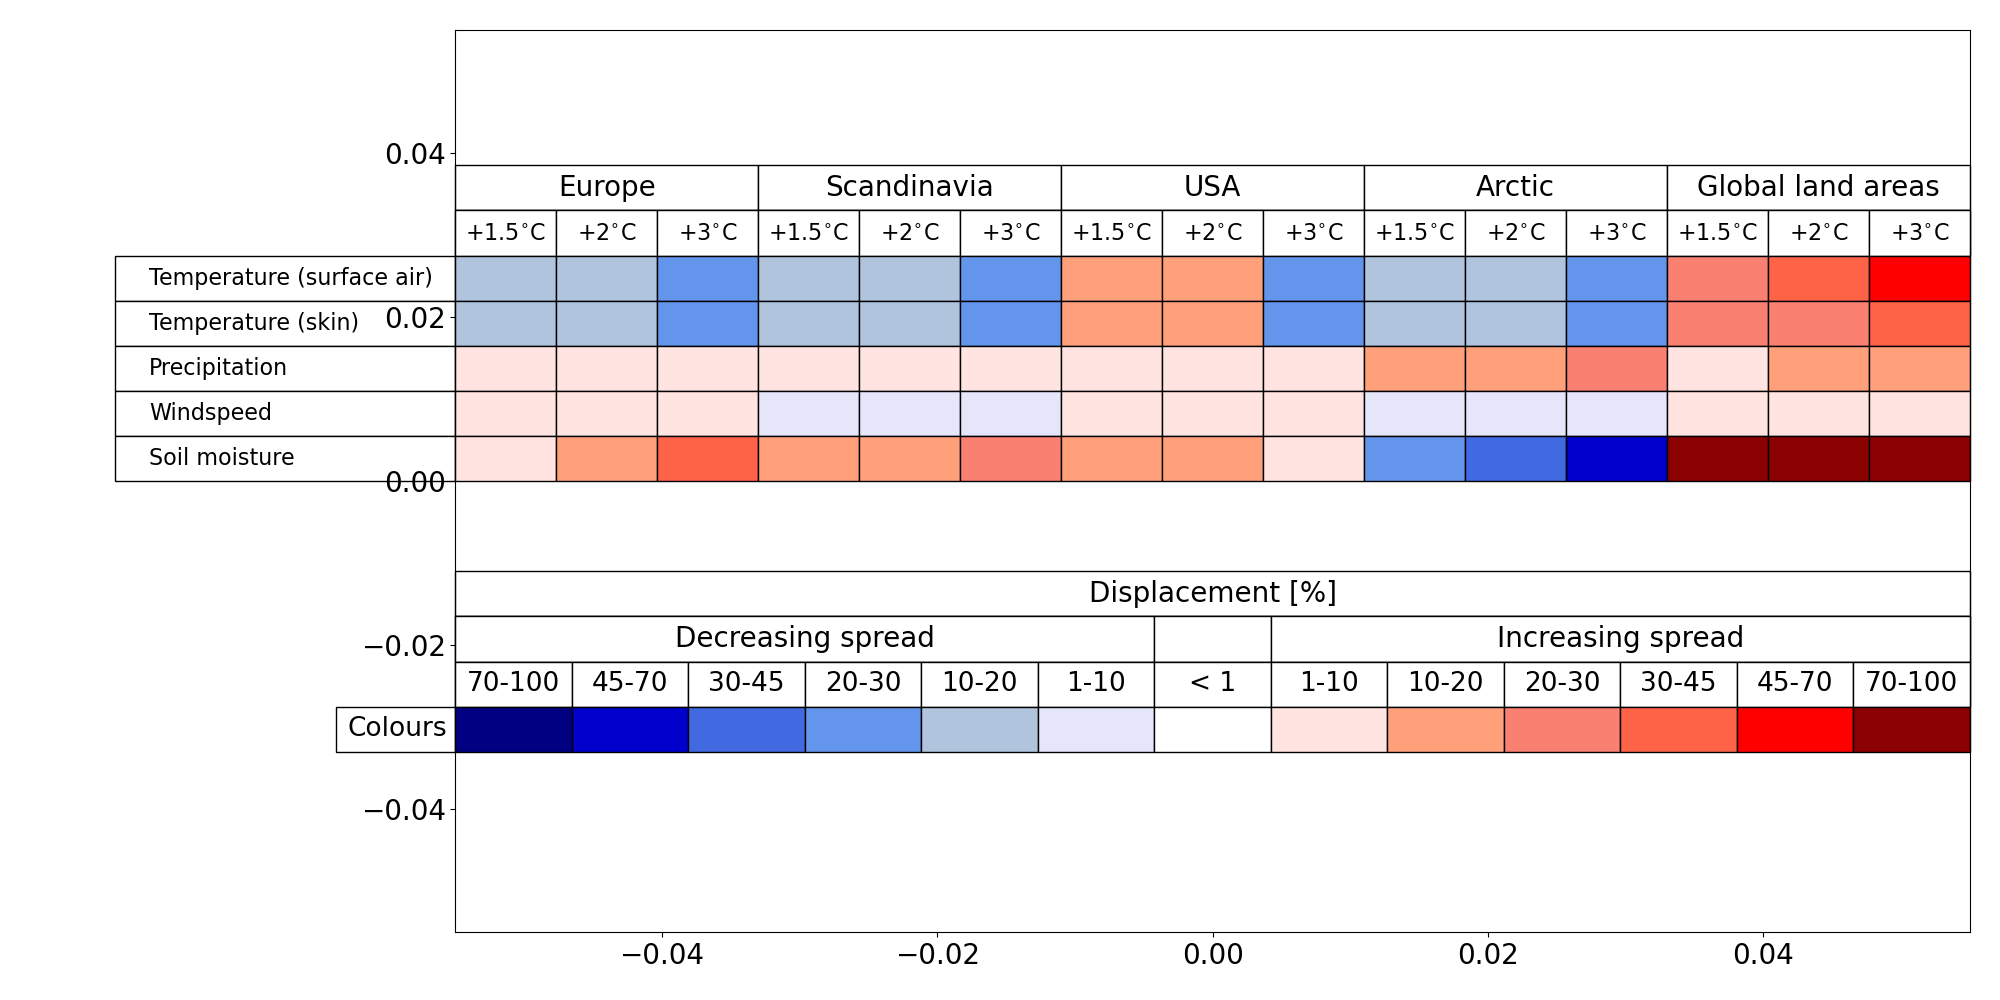 0.04
Europe Scandinavia USA Arctic Global land areas
+1.5°C +2°C +3°C +1.5°C +2°C +3°C +1.5°C +2°C +3°C +1.5°C +2°C +3°C +1.5°C +2°C +3°C
Temperature (surface air)
Temperature (skin) 0.02
Precipitation
Windspeed
Soil moisture
0.00
Displacement [%]
−0.02 Decreasing spread Increasing spread
70-100 45-70 30-45 20-30 10-20 1-10 < 1 1-10 10-20 20-30 30-45 45-70 70-100
Colours
−0.04
−0.04 −0.02 0.00 0.02 0.04